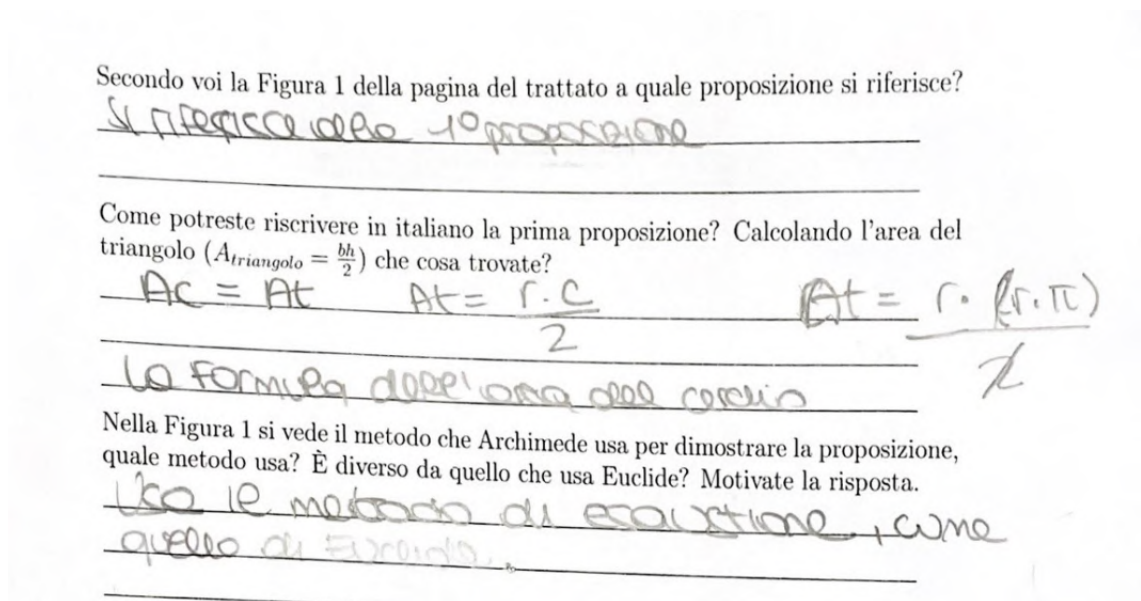 Secondo voi la Figura 1 della pagina del trattato a quale proposizione si riferisce?
Si riferisce alla 1° proposizione
Come potreste riscrivere in italiano la prima proposizione? Calcolando l'area del
triangolo (A_triangolo = bh/2) che cosa trovate?
Ac = At At = r·c/2 At = r·(2r·π)/2
la formula dell'area del cerchio
Nella Figura 1 si vede il metodo che Archimede usa per dimostrare la proposizione,
quale metodo usa? È diverso da quello che usa Euclide? Motivate la risposta.
Usa il metodo di esaustione, come
quello di Euclide.